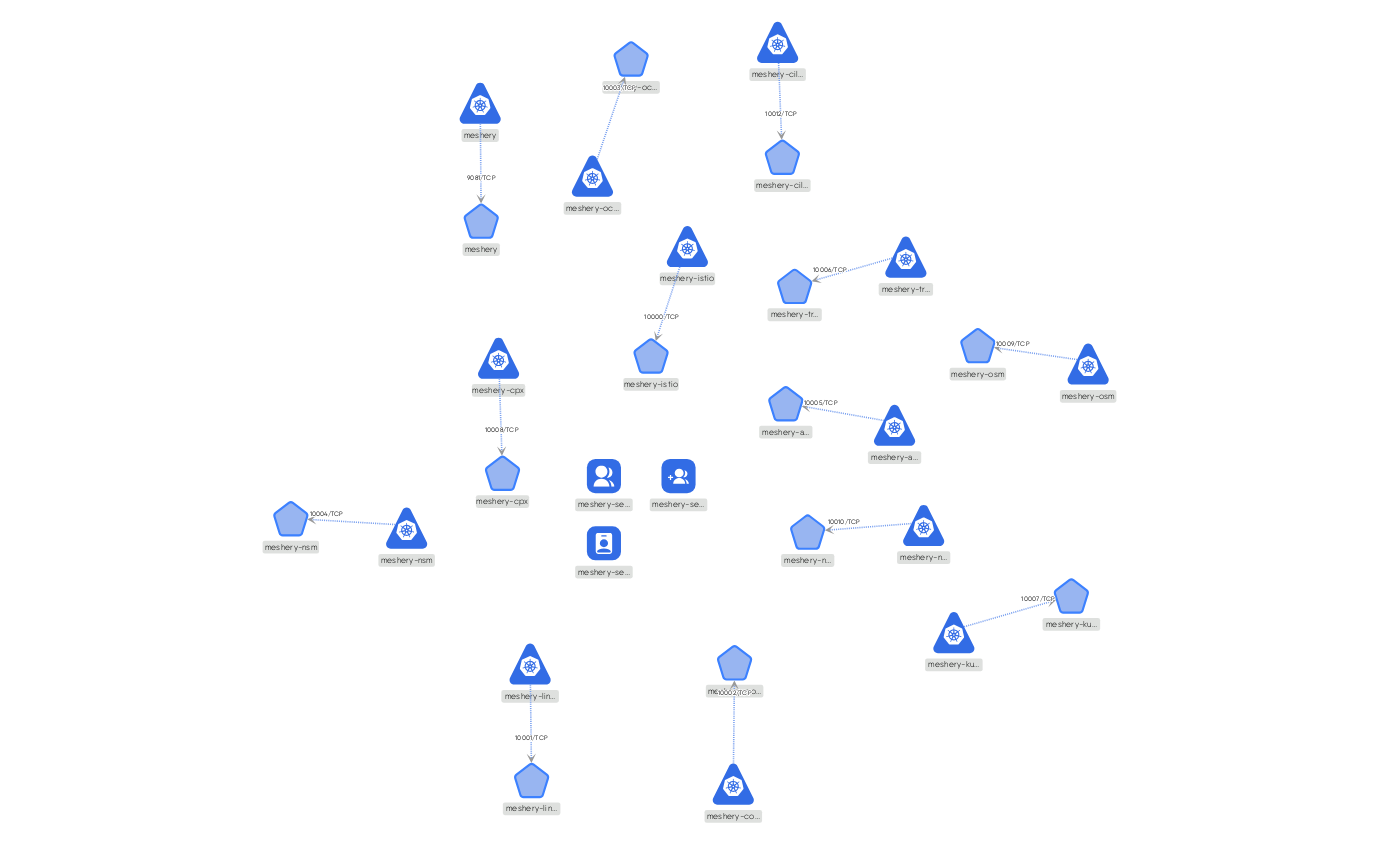 meshery-cil...
10003/TCP
-oc...
10012/TCP
meshery
9081/TCP
meshery-cil...
meshery-oc...
meshery
meshery-istio
meshery-tr...
10006/TCP
meshery-tr...
10000/TCP
10009/TCP
meshery-osm
meshery-istio
meshery-cpx
meshery-osm
10005/TCP
meshery-a...
10008/TCP
meshery-a...
meshery-cpx
meshery-se...
meshery-se...
10004/TCP
meshery-nsm
meshery-nsm
10010/TCP
meshery-n...
meshery-n...
meshery-se...
10007/TCP
meshery-ku...
meshery-ku...
meshery-lin...
10002/TCP
10001/TCP
meshery-lin...
meshery-co...